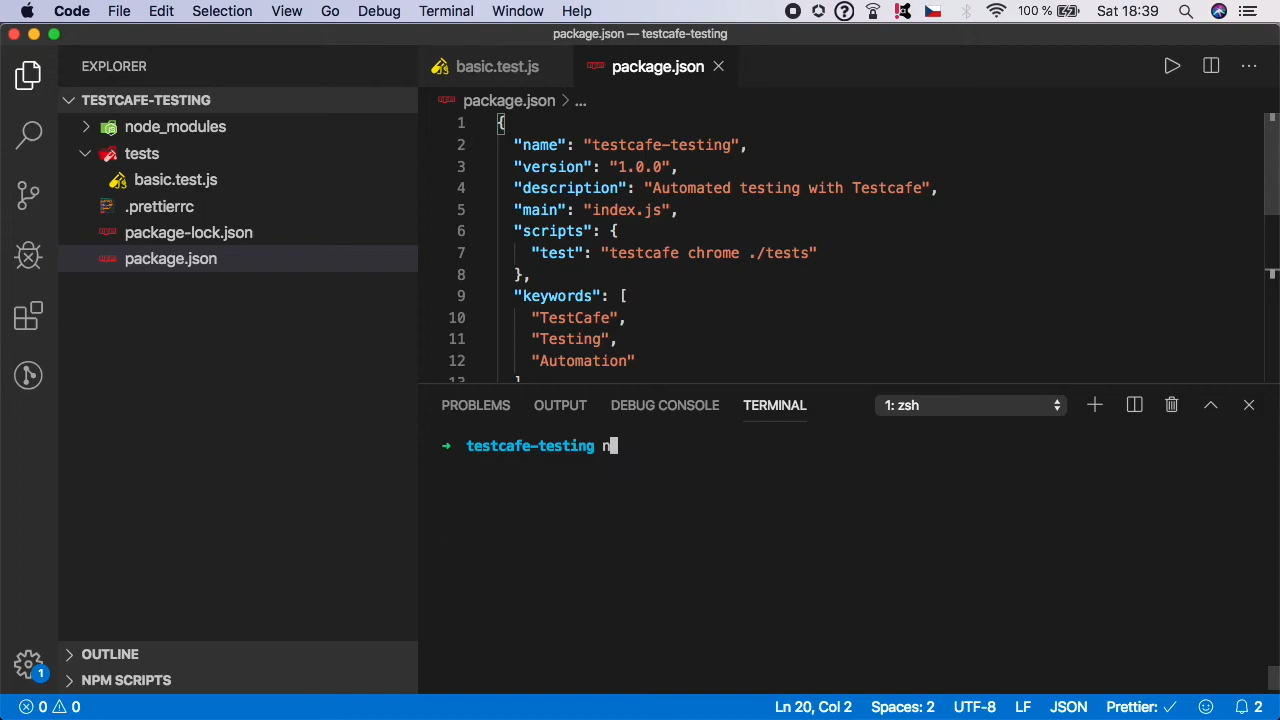 Code File Edit Selection View Go Debug Terminal Window Help 100 % Sat 18:39
package.json — testcafe-testing
EXPLORER
TESTCAFE-TESTING
node_modules
tests
basic.test.js
.prettierrc
package-lock.json
package.json
OUTLINE
NPM SCRIPTS
1
basic.test.js package.json
package.json > ...
1 {
2 "name": "testcafe-testing",
3 "version": "1.0.0",
4 "description": "Automated testing with Testcafe",
5 "main": "index.js",
6 "scripts": {
7 "test": "testcafe chrome ./tests"
8 },
9 "keywords": [
10 "TestCafe",
11 "Testing",
12 "Automation"
13 ]
PROBLEMS OUTPUT DEBUG CONSOLE TERMINAL 1: zsh
→ testcafe-testing n
0 0 Ln 20, Col 2 Spaces: 2 UTF-8 LF JSON Prettier: ✓ 2